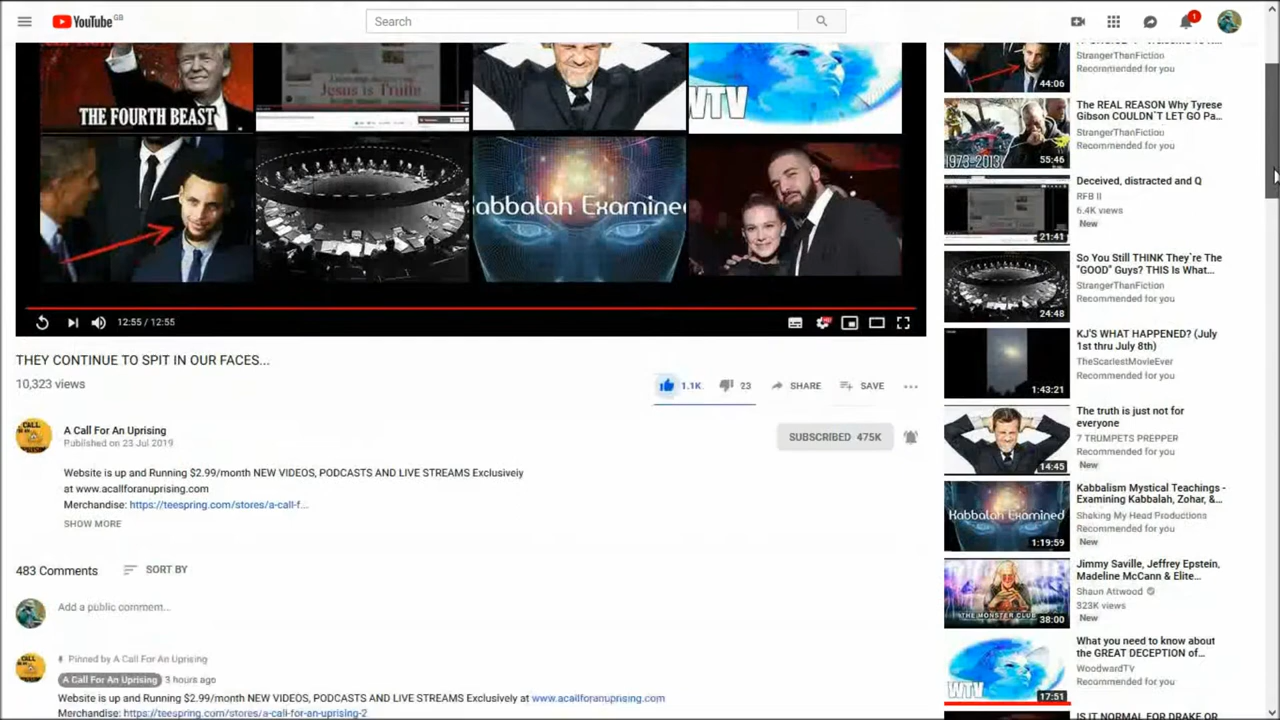 YouTube GB
Search
1
THE FOURTH BEAST
Jesus is Truth
WTV
abbalah Examine
12:55 / 12:55
THEY CONTINUE TO SPIT IN OUR FACES...
10,323 views
1.1K
23
SHARE
SAVE
A Call For An Uprising
Published on 23 Jul 2019
SUBSCRIBED 475K
Website is up and Running $2.99/month NEW VIDEOS, PODCASTS AND LIVE STREAMS Exclusively
at www.acallforanuprising.com
Merchandise: https://teespring.com/stores/a-call-f...
SHOW MORE
483 Comments
SORT BY
Add a public comment...
Pinned by A Call For An Uprising
A Call For An Uprising 3 hours ago
Website is up and Running $2.99/month NEW VIDEOS, PODCASTS AND LIVE STREAMS Exclusively at www.acallforanuprising.com
Merchandise: https://teespring.com/stores/a-call-for-an-uprising-2
StrangerThanFiction
Recommended for you
44:06
The REAL REASON Why Tyrese
Gibson COULDN`T LET GO Pa...
StrangerThanFiction
Recommended for you
1973-2013
55:46
Deceived, distracted and Q
RFB II
6.4K views
New
21:41
So You Still THINK They`re The
"GOOD" Guys? THIS Is What...
StrangerThanFiction
Recommended for you
24:48
KJ'S WHAT HAPPENED? (July
1st thru July 8th)
TheScariestMovieEver
Recommended for you
1:43:21
The truth is just not for
everyone
7 TRUMPETS PREPPER
Recommended for you
New
14:45
Kabbalism Mystical Teachings -
Examining Kabbalah, Zohar, &...
Shaking My Head Productions
Recommended for you
New
Kabbalah Examined
1:19:59
Jimmy Saville, Jeffrey Epstein,
Madeline McCann & Elite...
Shaun Attwood
323K views
New
THE MONSTER CLUB
38:00
What you need to know about
the GREAT DECEPTION of...
WoodwardTV
Recommended for you
WTV
17:51
IS IT NORMAL FOR DRAKE OR